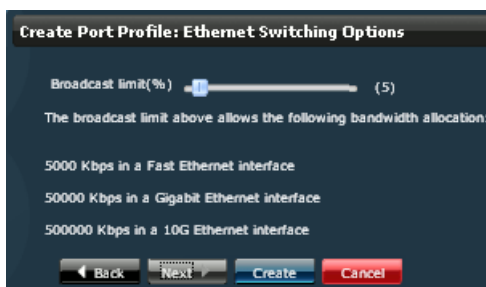 Create Port Profile: Ethernet Switching Options
Broadcast limit(%) (5)
The broadcast limit above allows the following bandwidth allocation:
5000 Kbps in a Fast Ethernet interface
50000 Kbps in a Gigabit Ethernet interface
500000 Kbps in a 10G Ethernet interface
Back Next Create Cancel